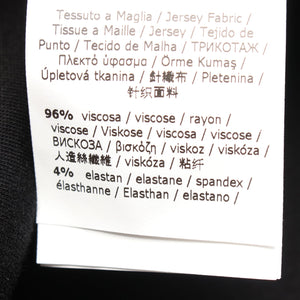 Tessuto a Maglia / Jersey Fabric /
Tissue a Maille / Jersey / Tejido de
Punto / Tecido de Malha / ТРИКОТАЖ /
Πλεκτό ύφασμα / Örme Kumaş /
Úpletová tkanina / 針織布 / Pletenina /
针织面料
96% viscosa / viscose / rayon /
viscose / Viskose / viscosa / viscose /
ВИСКОЗА / βισκόζη / viskoz / viskóza /
人造絲纖維 / viskóza / 粘纤
4% elastan / elastane / spandex /
élasthanne / Elasthan / elastano /